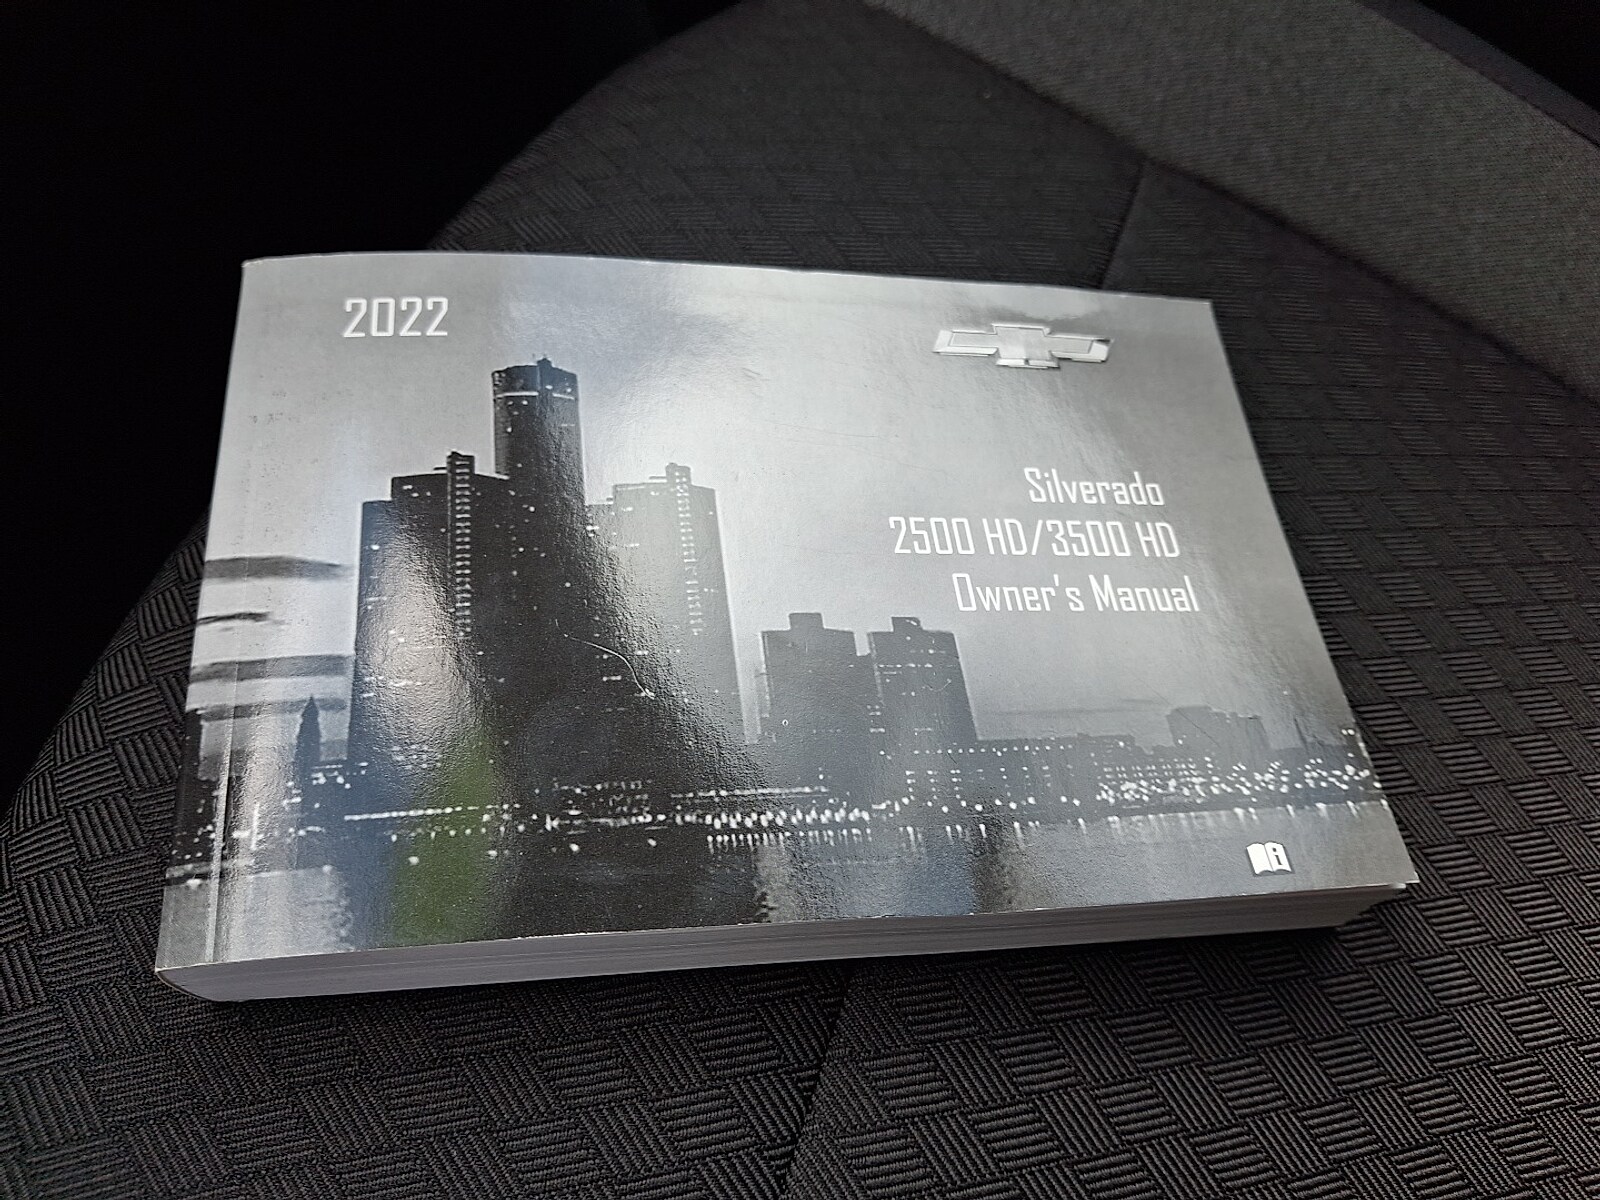 2022
Silverado
2500 HD/3500 HD
Owner's Manual
i